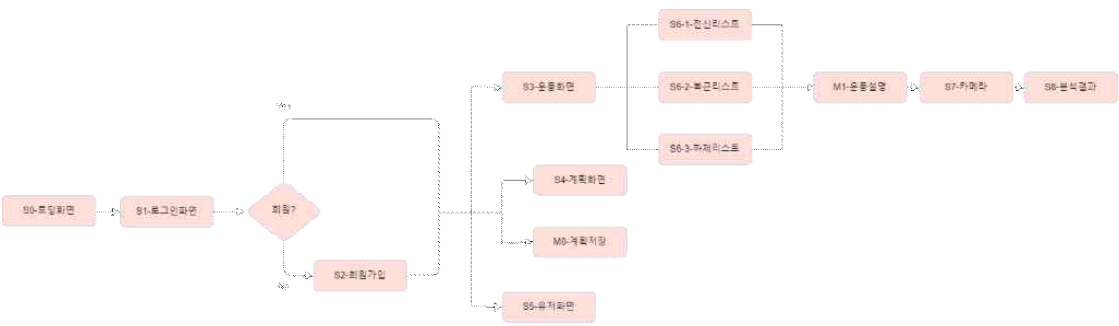 S0-로딩화면
S1-로그인화면
회원?
Yes
No
S2-회원가입
S3-운동화면
S4-계획화면
M0-계획저장
S5-유저화면
S6-1-전신리스트
S6-2-복근리스트
S6-3-하체리스트
M1-운동설명
S7-카메라
S8-분석결과